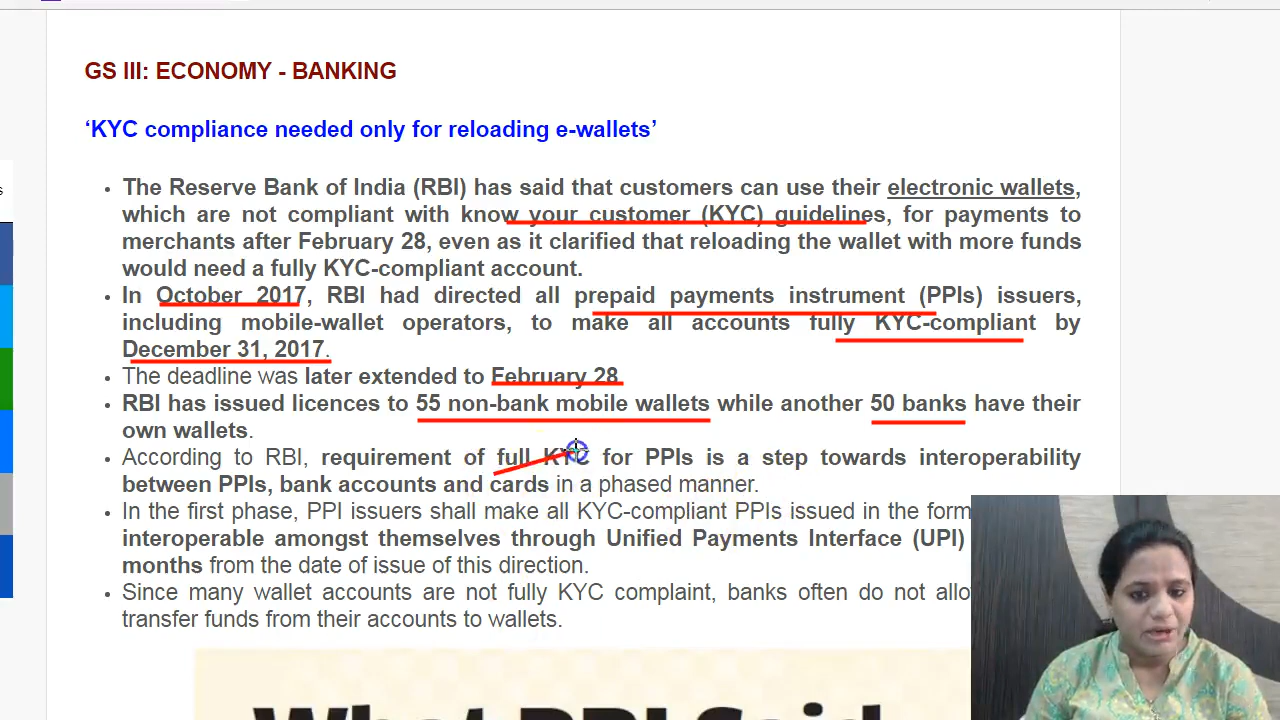 GS III: ECONOMY - BANKING
‘KYC compliance needed only for reloading e-wallets’
• The Reserve Bank of India (RBI) has said that customers can use their electronic wallets,
which are not compliant with know your customer (KYC) guidelines, for payments to
merchants after February 28, even as it clarified that reloading the wallet with more funds
would need a fully KYC-compliant account.
• In October 2017, RBI had directed all prepaid payments instrument (PPIs) issuers,
including mobile-wallet operators, to make all accounts fully KYC-compliant by
December 31, 2017.
• The deadline was later extended to February 28.
• RBI has issued licences to 55 non-bank mobile wallets while another 50 banks have their
own wallets.
• According to RBI, requirement of full KYC for PPIs is a step towards interoperability
between PPIs, bank accounts and cards in a phased manner.
• In the first phase, PPI issuers shall make all KYC-compliant PPIs issued in the form
interoperable amongst themselves through Unified Payments Interface (UPI)
months from the date of issue of this direction.
• Since many wallet accounts are not fully KYC complaint, banks often do not allo
transfer funds from their accounts to wallets.